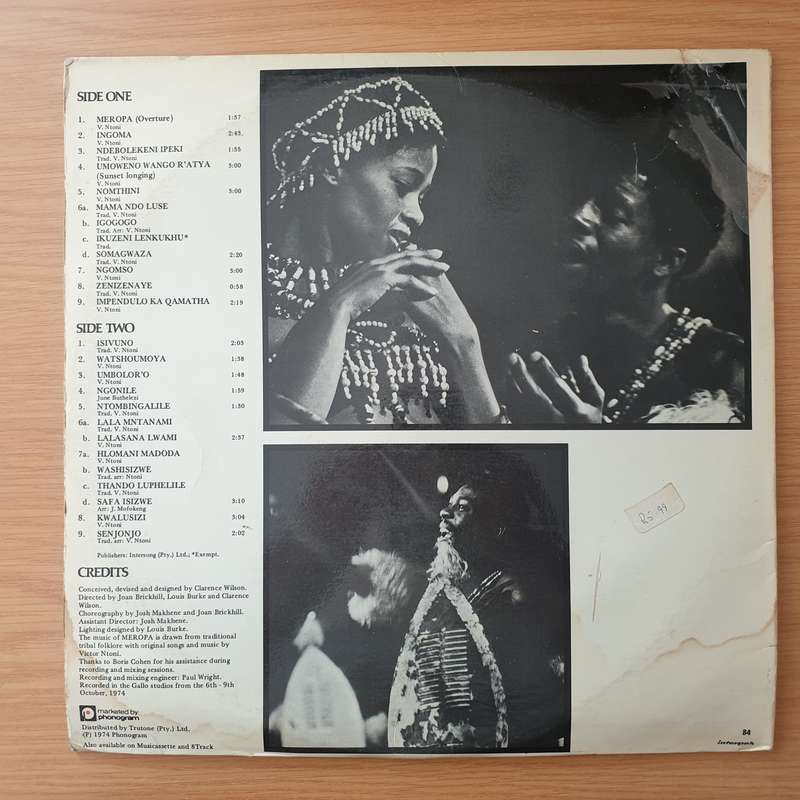 SIDE ONE
1. MEROPA (Overture) 1:57
V. Ntoni
2. INGOMA 2:45
V. Ntoni
3. NDEBOLEKENI IPEKI 1:55
Trad. V. Ntoni
4. UMOWENO WANGO R'ATYA 3:00
(Sunset longing)
V. Ntoni
5. NOMTHINI 3:00
V. Ntoni
6a. MAMA NDO LUSE
Trad. V. Ntoni
b. IGOGOGO
Trad. Arr: V. Ntoni
c. IKUZENI LENKUKHU*
Trad.
d. SOMAGWAZA 2:20
Trad. V. Ntoni
7. NGOMSO 3:00
V. Ntoni
8. ZENIZENAYE 0:58
Trad. V. Ntoni
9. IMPENDULO KA QAMATHA 2:19
V. Ntoni
SIDE TWO
1. ISIVUNO 2:03
Trad. V. Ntoni
2. WATSHOUMOYA 1:38
V. Ntoni
3. UMBOLOR'O 1:48
V. Ntoni
4. NGONILE 1:59
June Buthelezi
5. NTOMBINGALILE 1:30
Trad. V. Ntoni
6a. LALA MNTANAMI
Trad. V. Ntoni
b. LALASANA LWAMI 2:37
V. Ntoni
7a. HLOMANI MADODA
V. Ntoni
b. WASHISIZWE
Trad. arr: Ntoni
c. THANDO LUPHELILE
Trad. V. Ntoni
d. SAFA ISIZWE 3:10
Arr: J. Mofokeng
8. KWALUSIZI 3:04
V. Ntoni
9. SENJONJO 2:02
Trad. arr: V. Ntoni
Publishers: Intersong (Pty.) Ltd., *Exempt.
CREDITS
Conceived, devised and designed by Clarence Wilson.
Directed by Joan Brickhill, Louis Burke and Clarence
Wilson.
Choreography by Josh Makhene and Joan Brickhill.
Assistant Director: Josh Makhene.
Lighting designed by Louis Burke.
The music of MEROPA is drawn from traditional
tribal folklore with original songs and music by
Victor Ntoni.
Thanks to Boris Cohen for his assistance during
recording and mixing sessions.
Recording and mixing engineer: Paul Wright.
Recorded in the Gallo studios from the 6th - 9th
October, 1974
marketed by
phonogram
Distributed by Trutone (Pty.) Ltd.
(P) 1974 Phonogram
Also available on Musicassette and 8Track
R5.99
84